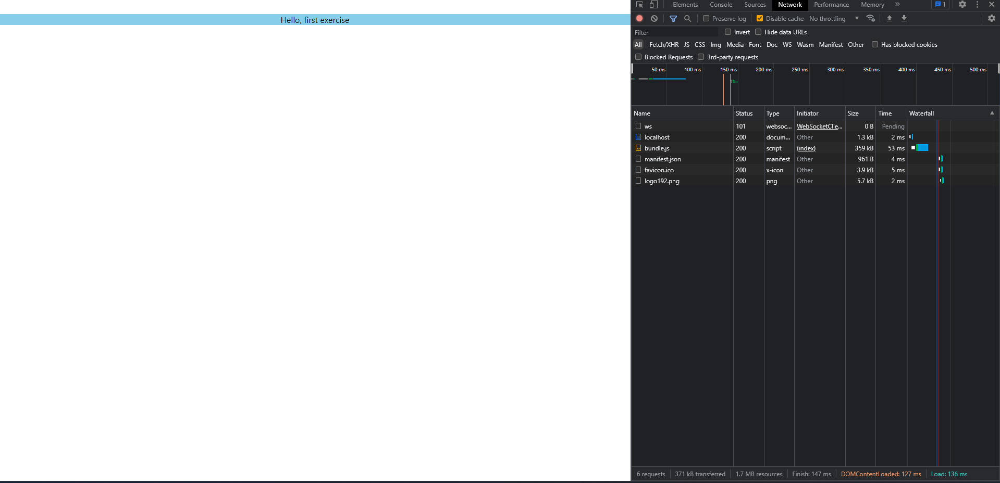 Hello, first exercise
Elements Console Sources Network Performance Memory » 1
Preserve log Disable cache No throttling
Filter Invert Hide data URLs
All Fetch/XHR JS CSS Img Media Font Doc WS Wasm Manifest Other Has blocked cookies
Blocked Requests 3rd-party requests
50 ms 100 ms 150 ms 200 ms 250 ms 300 ms 350 ms 400 ms 450 ms 500 ms
Name Status Type Initiator Size Time Waterfall
ws 101 websoc... WebSocketClie... 0 B Pending
localhost 200 docum... Other 1.3 kB 2 ms
bundle.js 200 script (index) 359 kB 53 ms
manifest.json 200 manifest Other 961 B 4 ms
favicon.ico 200 x-icon Other 3.9 kB 5 ms
logo192.png 200 png Other 5.7 kB 2 ms
6 requests 371 kB transferred 1.7 MB resources Finish: 147 ms DOMContentLoaded: 127 ms Load: 136 ms